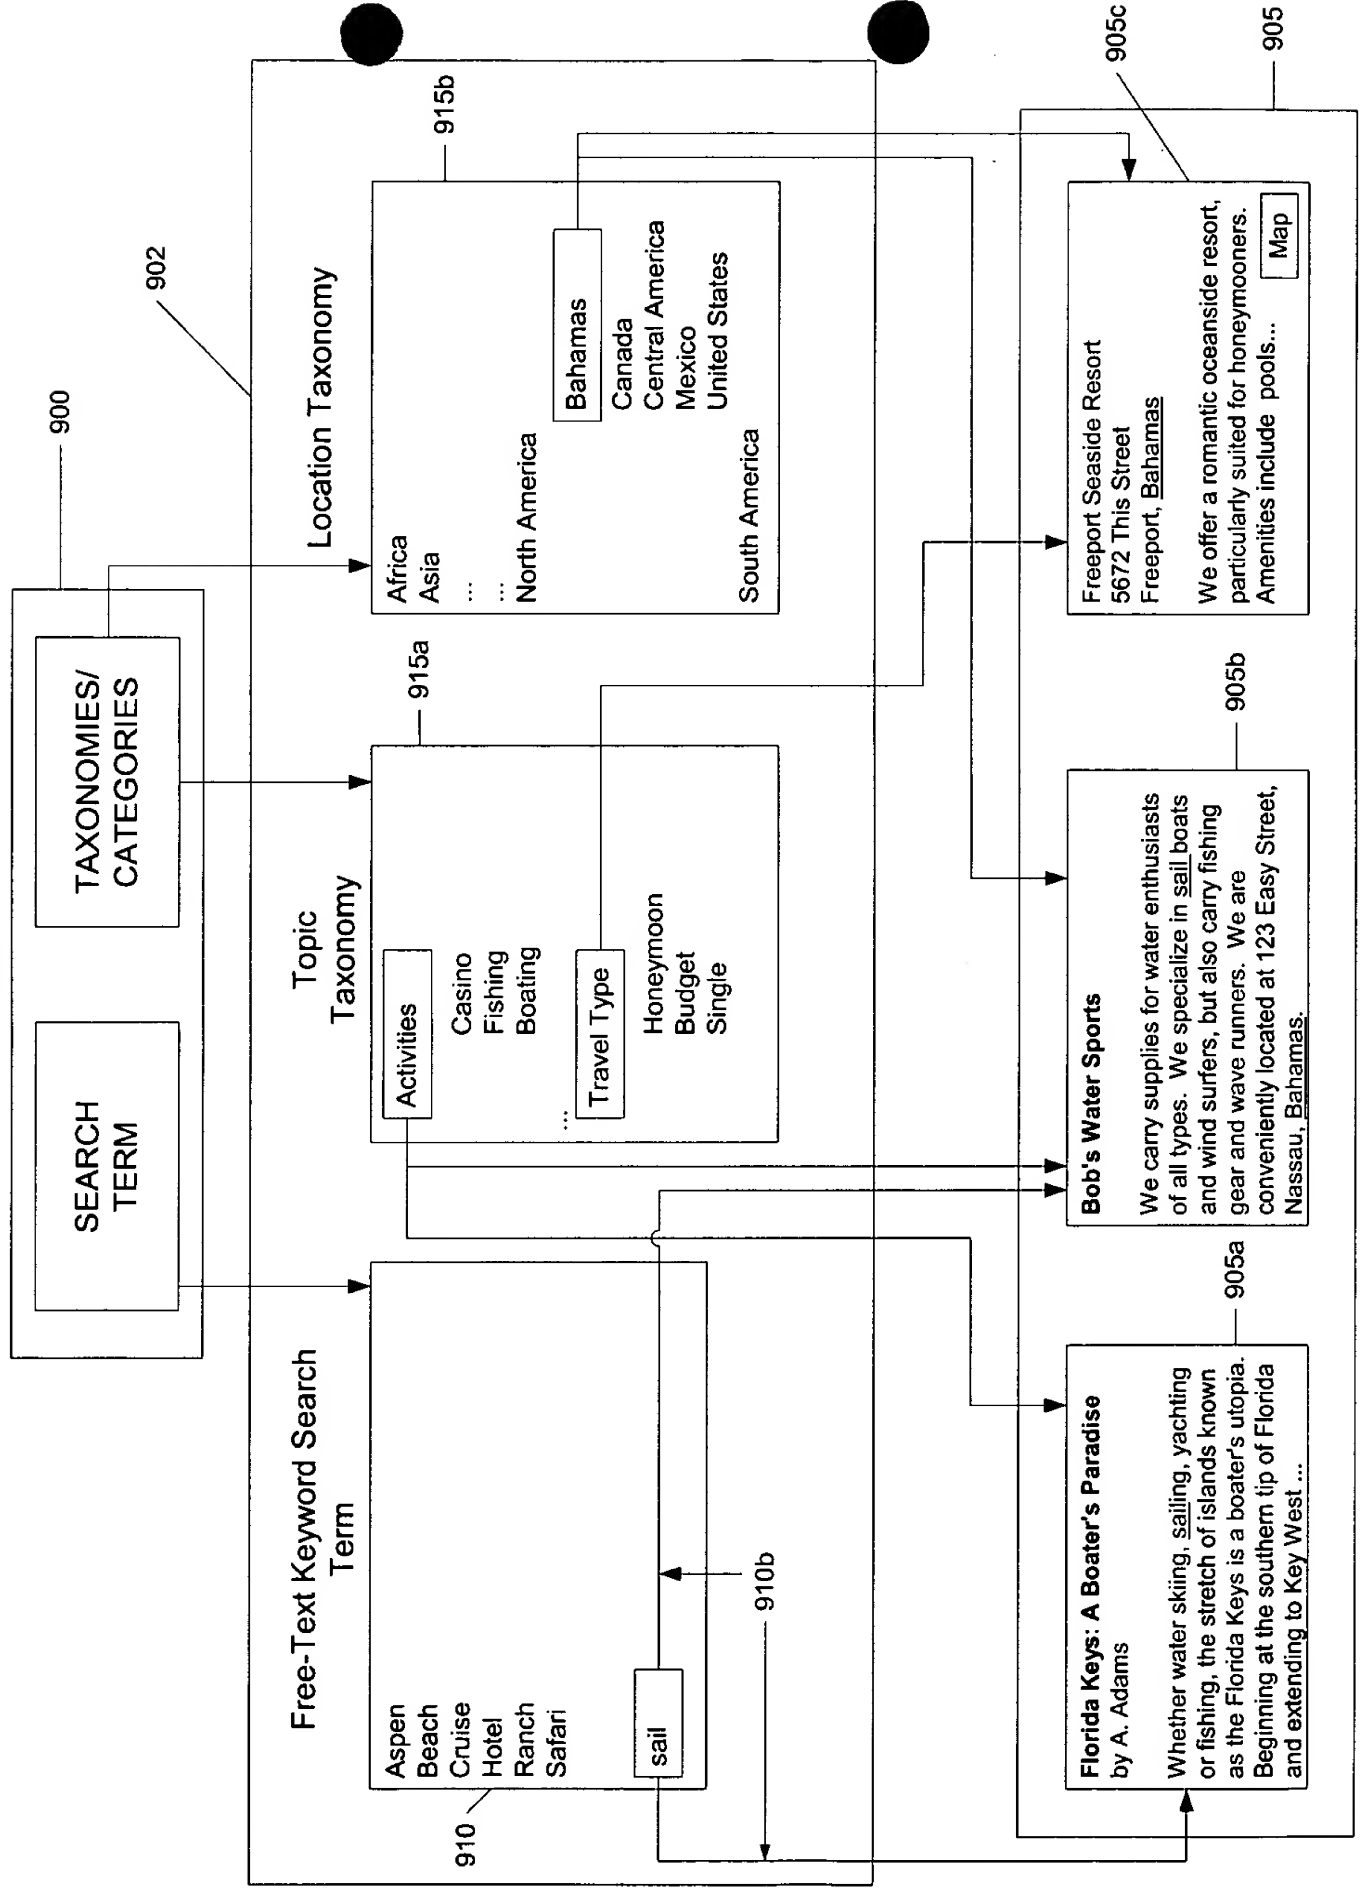 900
SEARCH
TERM
TAXONOMIES/
CATEGORIES
902
Free-Text Keyword Search
Term
910
Aspen
Beach
Cruise
Hotel
Ranch
Safari
sail
910b
Topic
Taxonomy
915a
Activities
Casino
Fishing
Boating
...
Travel Type
Honeymoon
Budget
Single
Location Taxonomy
915b
Africa
Asia
...
...
North America
Bahamas
Canada
Central America
Mexico
United States
South America
905
905a
Florida Keys: A Boater's Paradise
by A. Adams
Whether water skiing, sailing, yachting
or fishing, the stretch of islands known
as the Florida Keys is a boater's utopia.
Beginning at the southern tip of Florida
and extending to Key West ...
905b
Bob's Water Sports
We carry supplies for water enthusiasts
of all types. We specialize in sail boats
and wind surfers, but also carry fishing
gear and wave runners. We are
conveniently located at 123 Easy Street,
Nassau, Bahamas.
905c
Freeport Seaside Resort
5672 This Street
Freeport, Bahamas
We offer a romantic oceanside resort,
particularly suited for honeymooners.
Amenities include pools...
Map